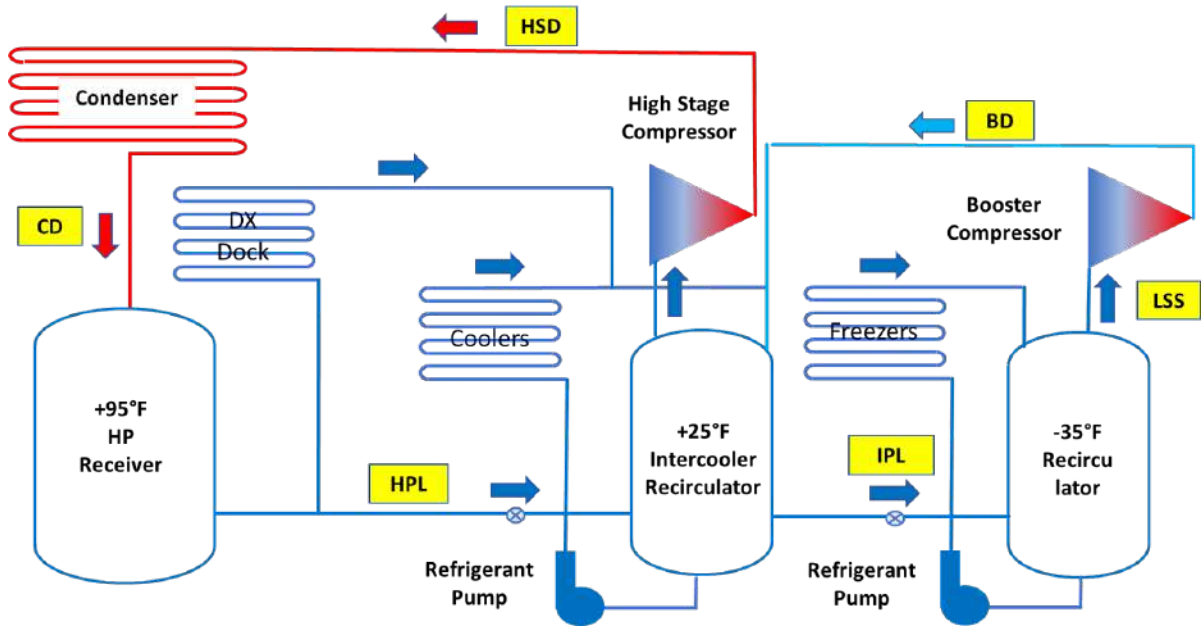 HSD
Condenser
High Stage
Compressor
BD
CD
DX
Dock
Booster
Compressor
LSS
Coolers
Freezers
+95°F
HP
Receiver
+25°F
Intercooler
Recirculator
-35°F
Recircu
lator
HPL
IPL
Refrigerant
Pump
Refrigerant
Pump